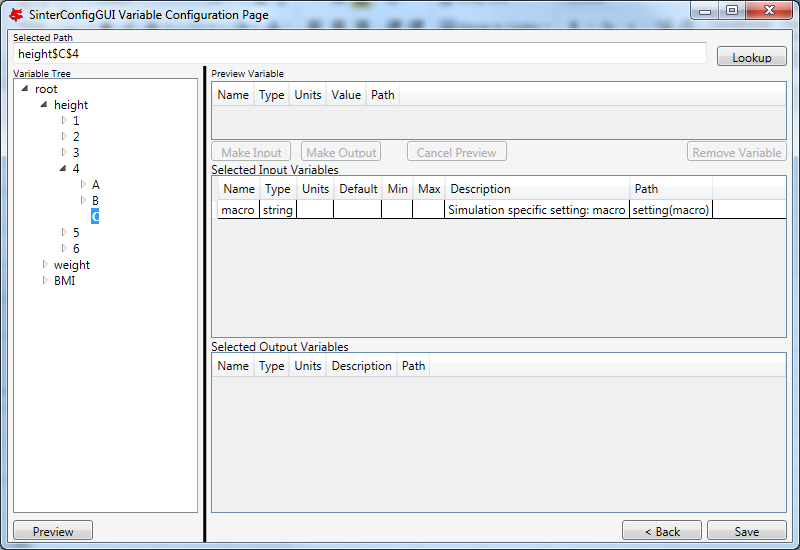 SinterConfigGUI Variable Configuration Page
Selected Path
height$C$4
Lookup
Variable Tree
root
height
1
2
3
4
A
B
C
5
6
weight
BMI
Preview
Preview Variable
Name Type Units Value Path
Make Input Make Output Cancel Preview Remove Variable
Selected Input Variables
Name Type Units Default Min Max Description Path
macro string Simulation specific setting: macro setting(macro)
Selected Output Variables
Name Type Units Description Path
< Back Save